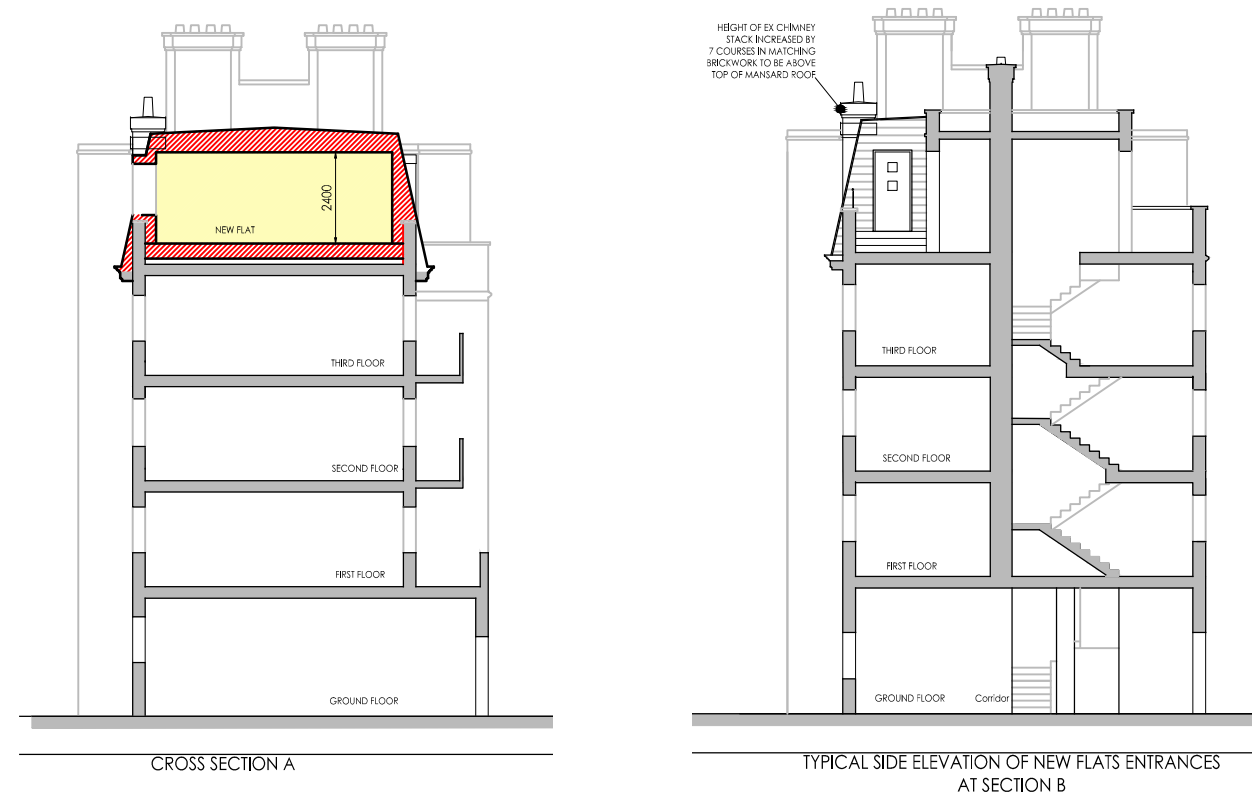 2400
NEW FLAT
THIRD FLOOR
SECOND FLOOR
FIRST FLOOR
GROUND FLOOR
CROSS SECTION A
HEIGHT OF EX CHIMNEY
STACK INCREASED BY
7 COURSES IN MATCHING
BRICKWORK TO BE ABOVE
TOP OF MANSARD ROOF
THIRD FLOOR
SECOND FLOOR
FIRST FLOOR
GROUND FLOOR
Corridor
TYPICAL SIDE ELEVATION OF NEW FLATS ENTRANCES
AT SECTION B